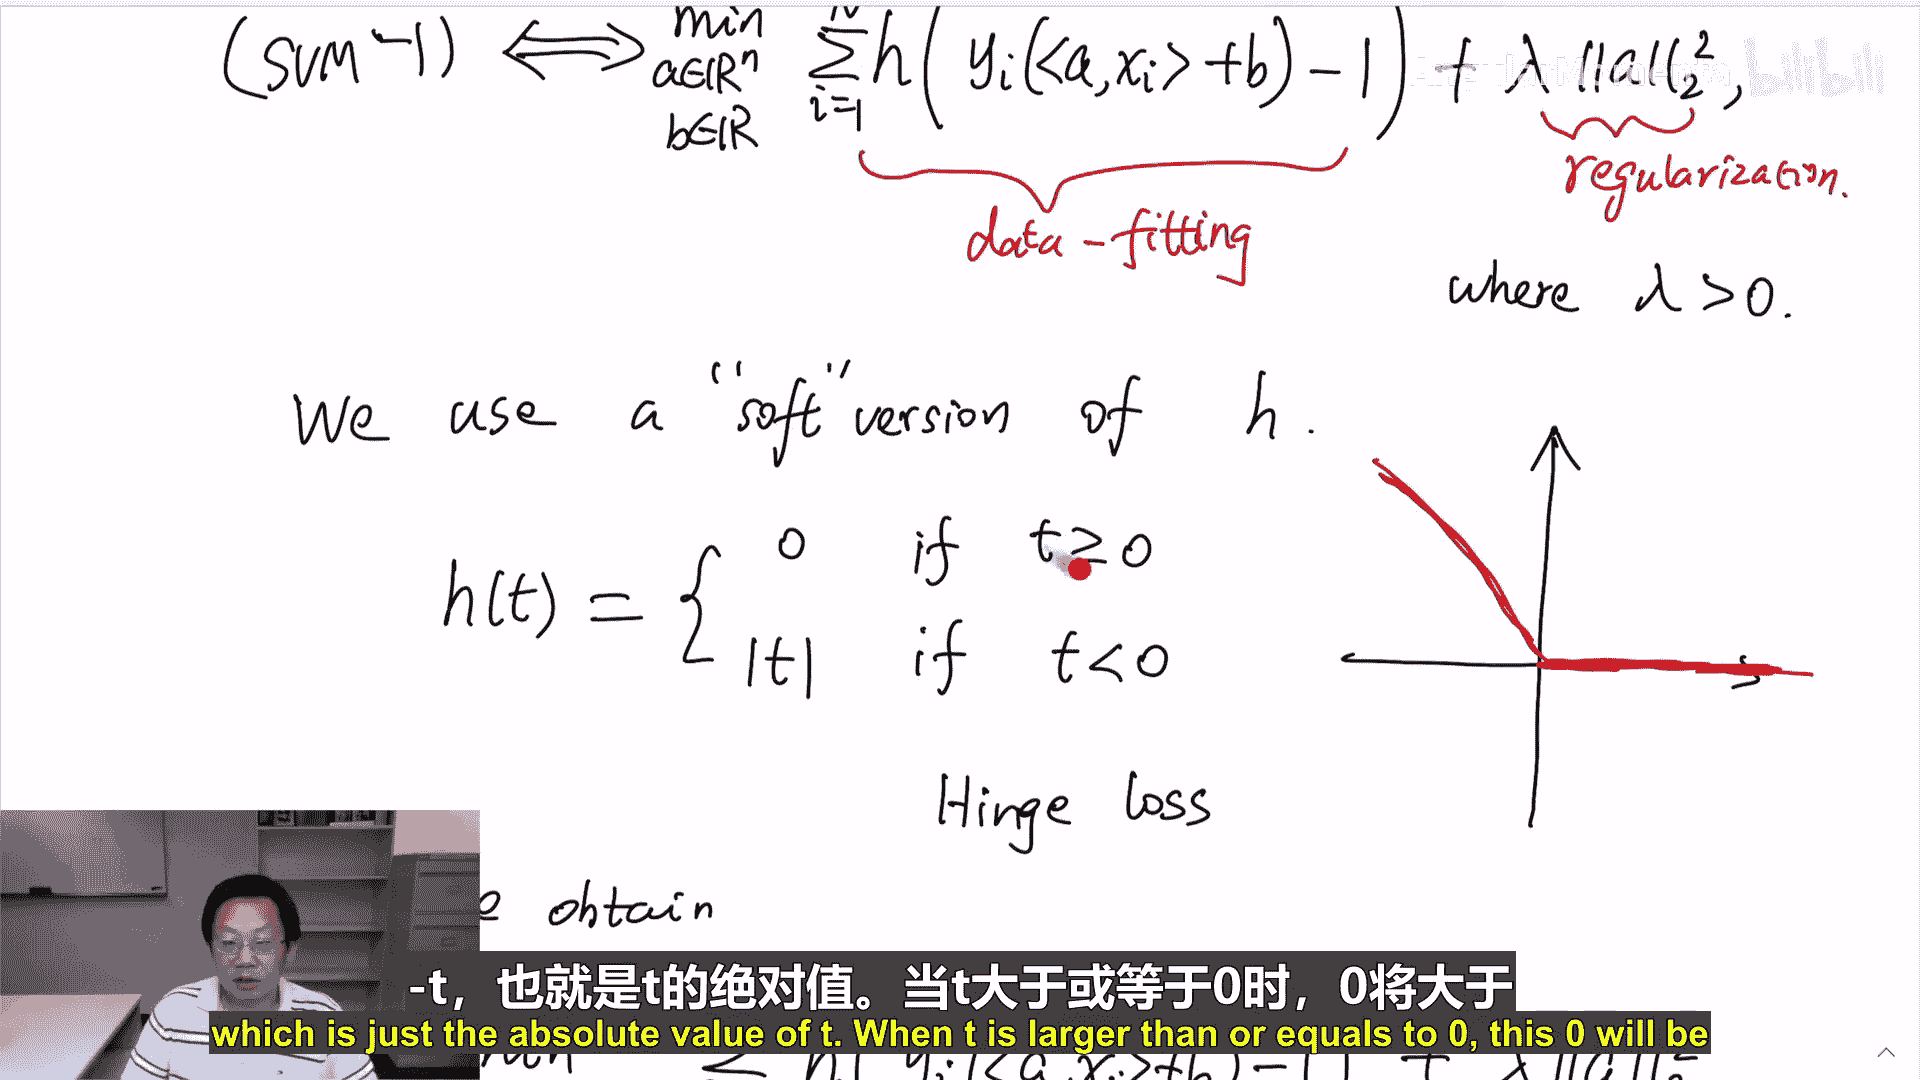 (SVM-1) ⟺ min a∈ℝⁿ b∈ℝ Σ i=1 N h( yᵢ(<a,xᵢ>+b)-1) + λ||a||₂²,
data-fitting
regularization.
where λ>0.
We use a "soft" version of h.
h(t) = { 0 if t≥0
|t| if t<0
Hinge loss
obtain
-t，也就是t的绝对值。当t大于或等于0时，0将大于
which is just the absolute value of t. When t is larger than or equals to 0, this 0 will be
bilibili